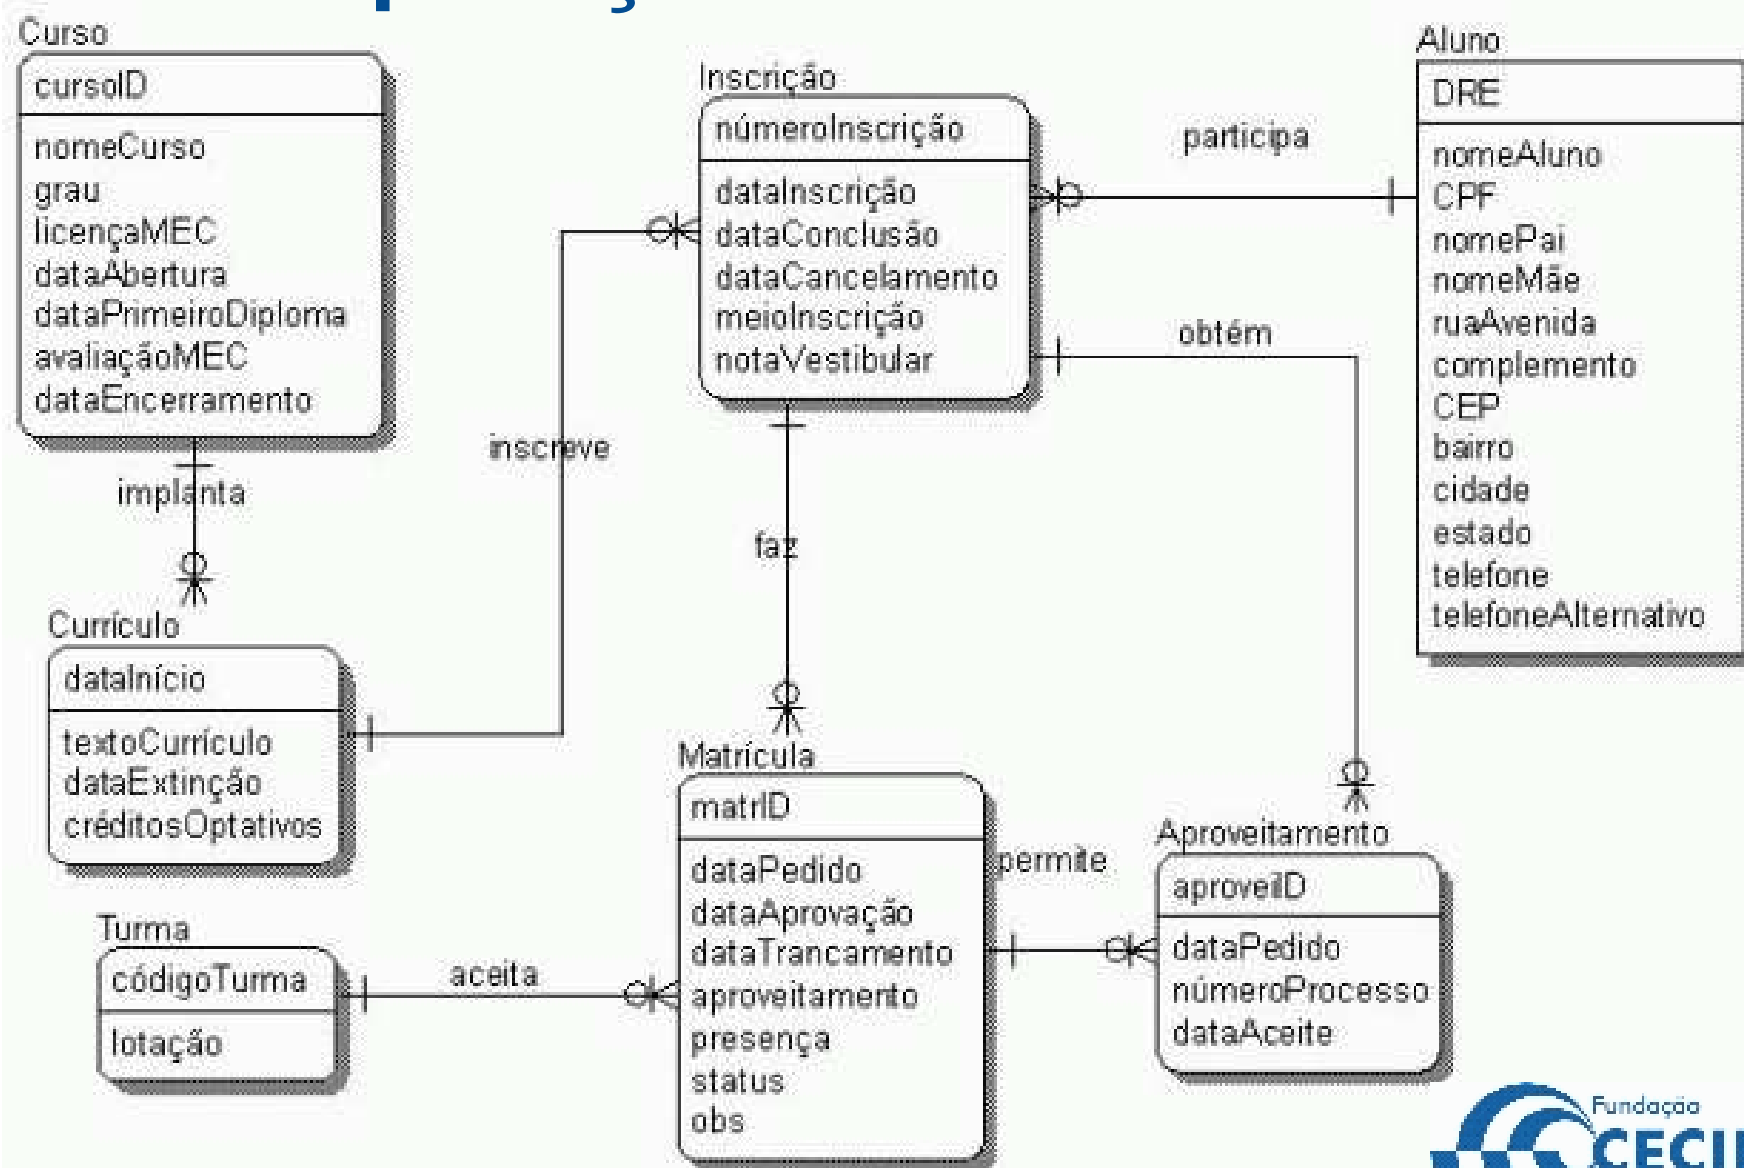 Curso
cursoID
nomeCurso
grau
licençaMEC
dataAbertura
dataPrimeiroDiploma
avaliaçãoMEC
dataEncerramento
implanta
Currículo
dataInício
textoCurrículo
dataExtinção
créditosOptativos
Turma
códigoTurma
lotação
inscreve
aceita
Inscrição
númeroInscrição
dataInscrição
dataConclusão
dataCancelamento
meioInscrição
notaVestibular
faz
Matrícula
matrID
dataPedido
dataAprovação
dataTrancamento
aproveitamento
presença
status
obs
participa
obtém
permite
Aproveitamento
aproveiID
dataPedido
númeroProcesso
dataAceite
Aluno
DRE
nomeAluno
CPF
nomePai
nomeMãe
ruaAvenida
complemento
CEP
bairro
cidade
estado
telefone
telefoneAlternativo
Fundação
CECIE